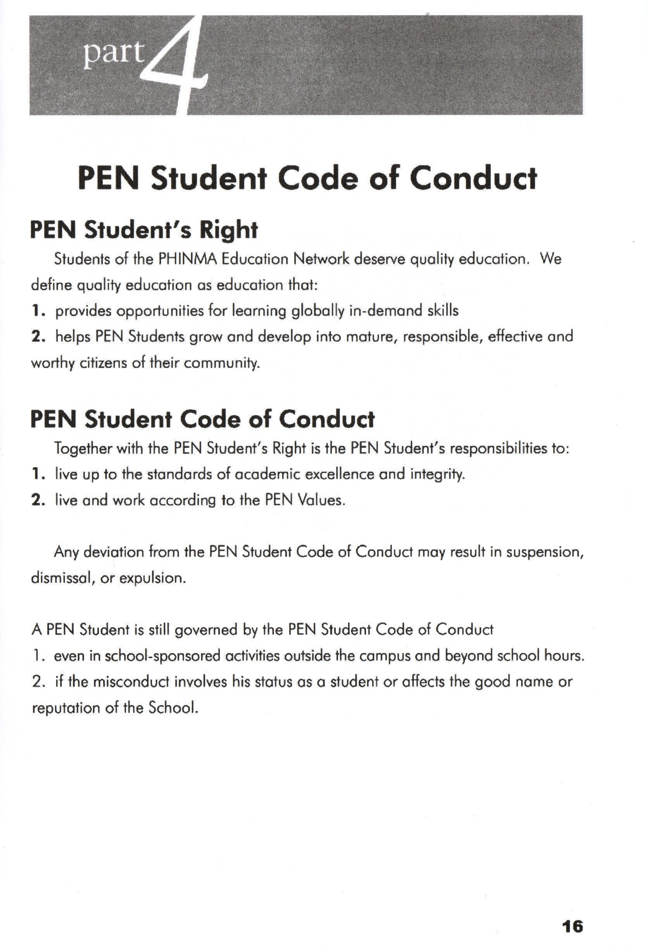 part 4
PEN Student Code of Conduct
PEN Student's Right
Students of the PHINMA Education Network deserve quality education. We
define quality education as education that:
1. provides opportunities for learning globally in-demand skills
2. helps PEN Students grow and develop into mature, responsible, effective and
worthy citizens of their community.
PEN Student Code of Conduct
Together with the PEN Student's Right is the PEN Student's responsibilities to:
1. live up to the standards of academic excellence and integrity.
2. live and work according to the PEN Values.
Any deviation from the PEN Student Code of Conduct may result in suspension,
dismissal, or expulsion.
A PEN Student is still governed by the PEN Student Code of Conduct
1. even in school-sponsored activities outside the campus and beyond school hours.
2. if the misconduct involves his status as a student or affects the good name or
reputation of the School.
16